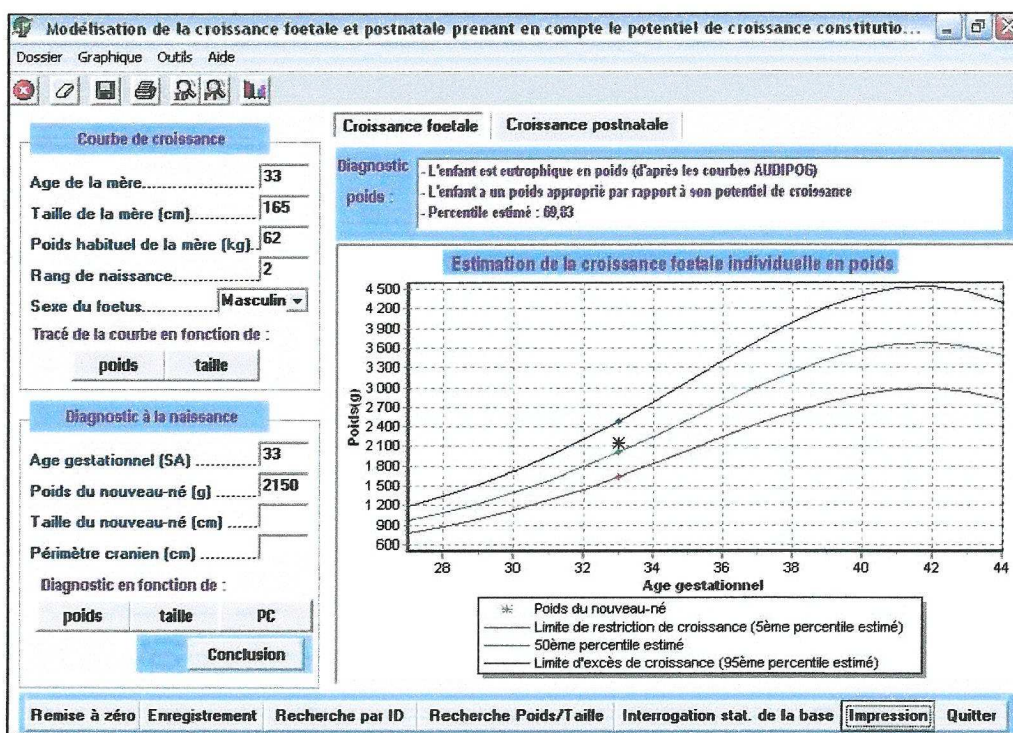 Modélisation de la croissance foetale et postnatale prenant en compte le potentiel de croissance constitutio...
Dossier Graphique Outils Aide
Courbe de croissance
Age de la mère 33
Taille de la mère (cm) 165
Poids habituel de la mère (kg) 62
Rang de naissance 2
Sexe du foetus Masculin
Tracé de la courbe en fonction de :
poids taille
Diagnostic à la naissance
Age gestationnel (SA) 33
Poids du nouveau-né (g) 2150
Taille du nouveau-né (cm)
Périmètre cranien (cm)
Diagnostic en fonction de :
poids taille PC
Conclusion
Croissance foetale Croissance postnatale
Diagnostic poids :
- L'enfant est eutrophique en poids (d'après les courbes AUDIPOG)
- L'enfant a un poids approprié par rapport à son potentiel de croissance
- Percentile estimé : 69,83
Estimation de la croissance foetale individuelle en poids
Poids(g)
4 500
4 200
3 900
3 600
3 300
3 000
2 700
2 400
2 100
1 800
1 500
1 200
900
600
28 30 32 34 36 38 40 42 44
Age gestationnel
Poids du nouveau-né
Limite de restriction de croissance (5ème percentile estimé)
50ème percentile estimé
Limite d'excès de croissance (95ème percentile estimé)
Remise à zéro Enregistrement Recherche par ID Recherche Poids/Taille Interrogation stat. de la base Impression Quitter